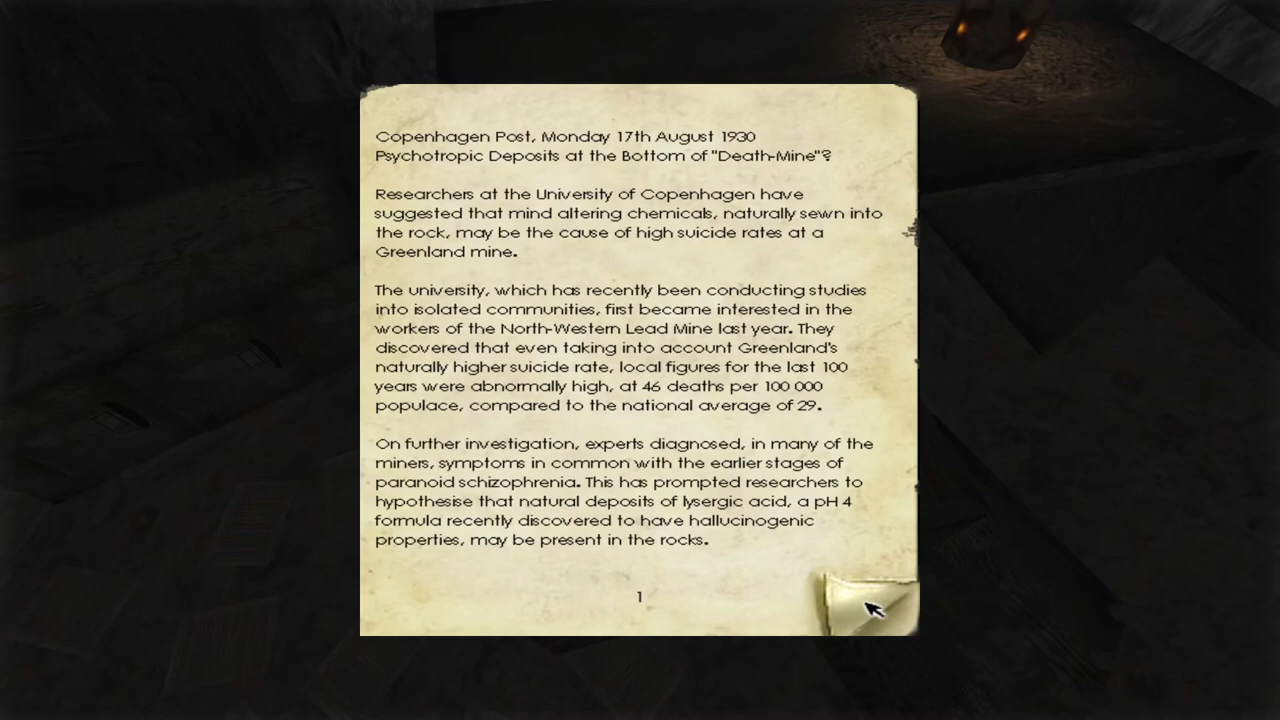 Copenhagen Post, Monday 17th August 1930
Psychotropic Deposits at the Bottom of "Death-Mine"?
Researchers at the University of Copenhagen have
suggested that mind altering chemicals, naturally sewn into
the rock, may be the cause of high suicide rates at a
Greenland mine.
The university, which has recently been conducting studies
into isolated communities, first became interested in the
workers of the North-Western Lead Mine last year. They
discovered that even taking into account Greenland's
naturally higher suicide rate, local figures for the last 100
years were abnormally high, at 46 deaths per 100 000
populace, compared to the national average of 29.
On further investigation, experts diagnosed, in many of the
miners, symptoms in common with the earlier stages of
paranoid schizophrenia. This has prompted researchers to
hypothesise that natural deposits of lysergic acid, a pH 4
formula recently discovered to have hallucinogenic
properties, may be present in the rocks.
1